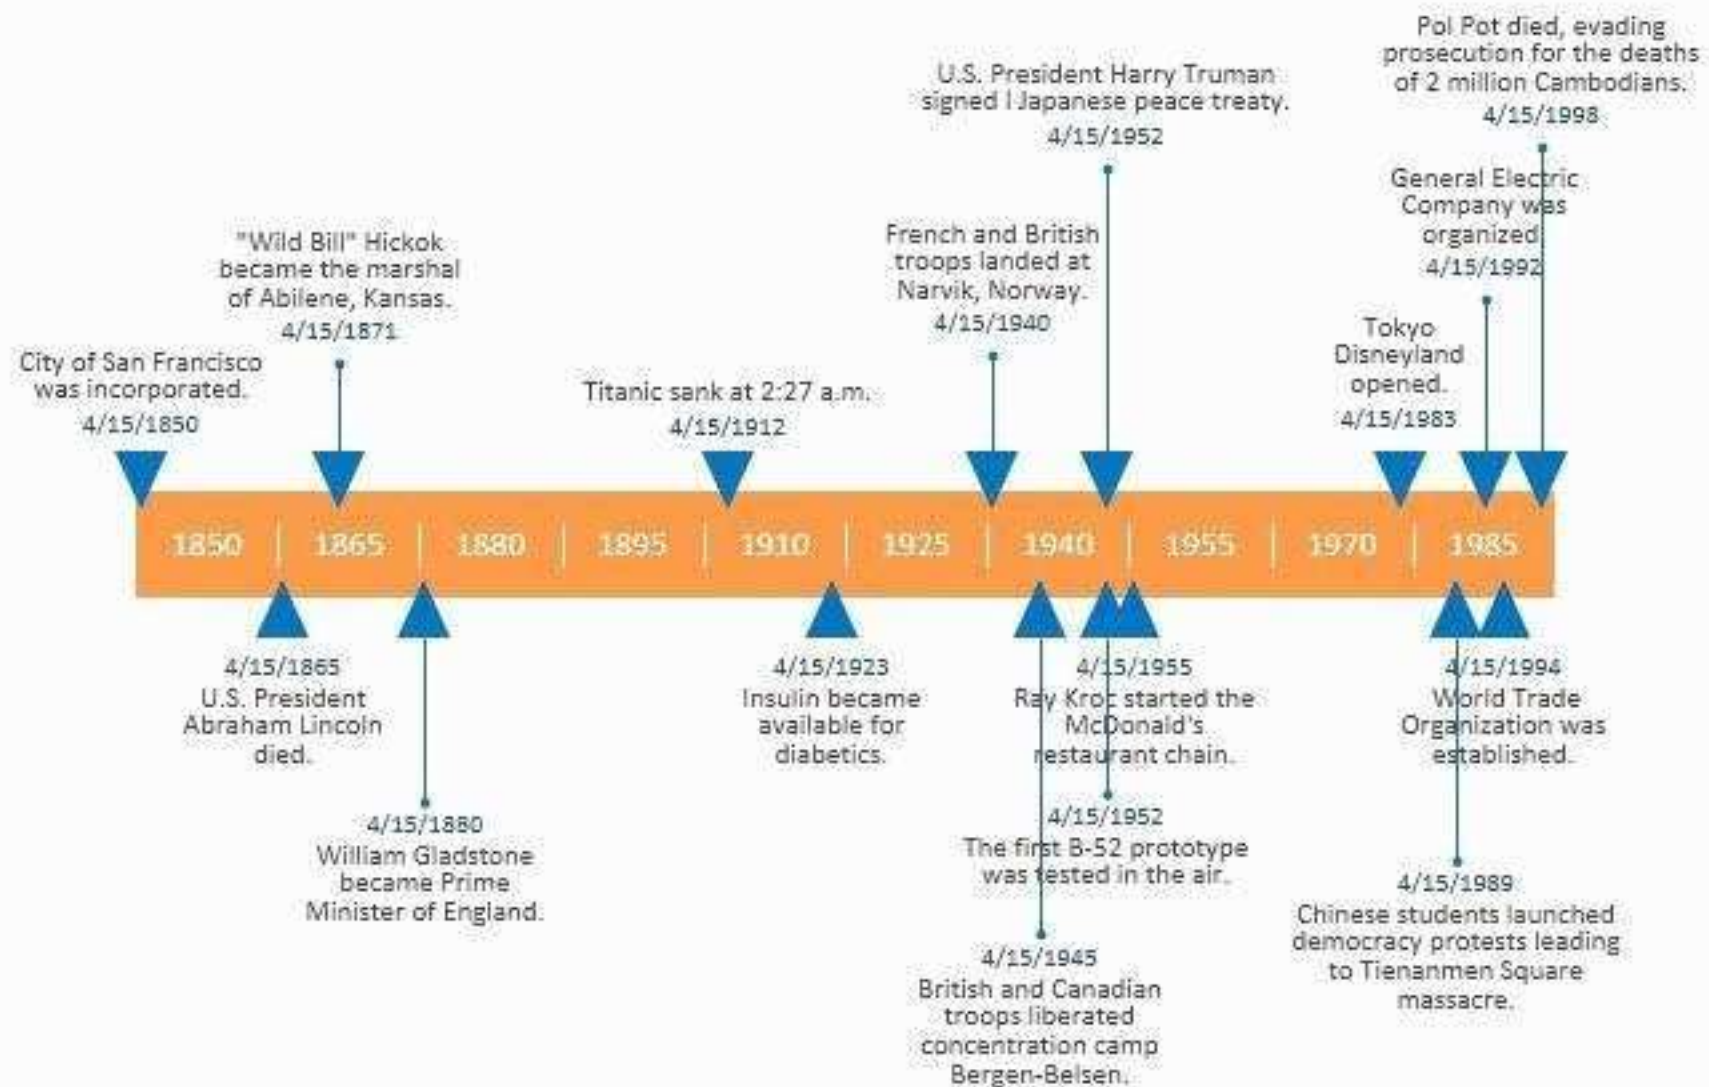 Pol Pot died, evading
prosecution for the deaths
of 2 million Cambodians.
4/15/1998
U.S. President Harry Truman
signed l Japanese peace treaty.
4/15/1952
General Electric
Company was
organized
4/15/1992
"Wild Bill" Hickok
became the marshal
of Abilene, Kansas.
4/15/1871
French and British
troops landed at
Narvik, Norway.
4/15/1940
Tokyo
Disneyland
opened.
4/15/1983
City of San Francisco
was incorporated.
4/15/1850
Titanic sank at 2:27 a.m.
4/15/1912
1850 1865 1880 1895 1910 1925 1940 1955 1970 1985
4/15/1865
U.S. President
Abraham Lincoln
died.
4/15/1923
Insulin became
available for
diabetics.
4/15/1955
Ray Kroc started the
McDonald's
restaurant chain.
4/15/1994
World Trade
Organization was
established.
4/15/1880
William Gladstone
became Prime
Minister of England.
4/15/1952
The first B-52 prototype
was tested in the air.
4/15/1989
Chinese students launched
democracy protests leading
to Tienanmen Square
massacre.
4/15/1945
British and Canadian
troops liberated
concentration camp
Bergen-Belsen.